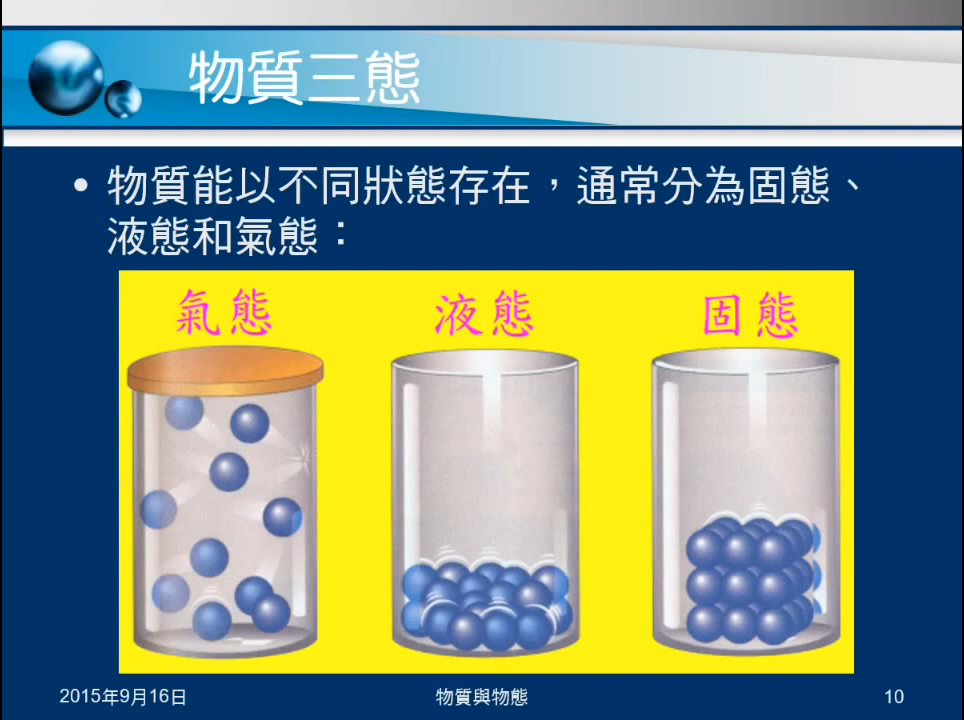 物質三態
• 物質能以不同狀態存在，通常分為固態、
液態和氣態：
氣態 液態 固態
2015年9月16日 物質與物態 10